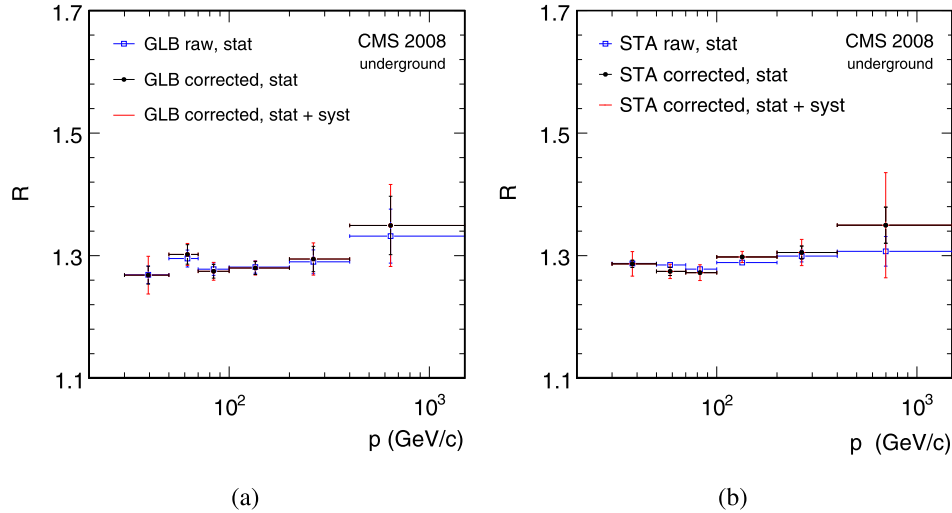 1.7
GLB raw, stat
CMS 2008
GLB corrected, stat
underground
GLB corrected, stat + syst
1.5
R
1.3
1.1
10²
10³
p (GeV/c)
(a)
1.7
STA raw, stat
CMS 2008
STA corrected, stat
underground
STA corrected, stat + syst
1.5
R
1.3
1.1
10²
10³
p (GeV/c)
(b)